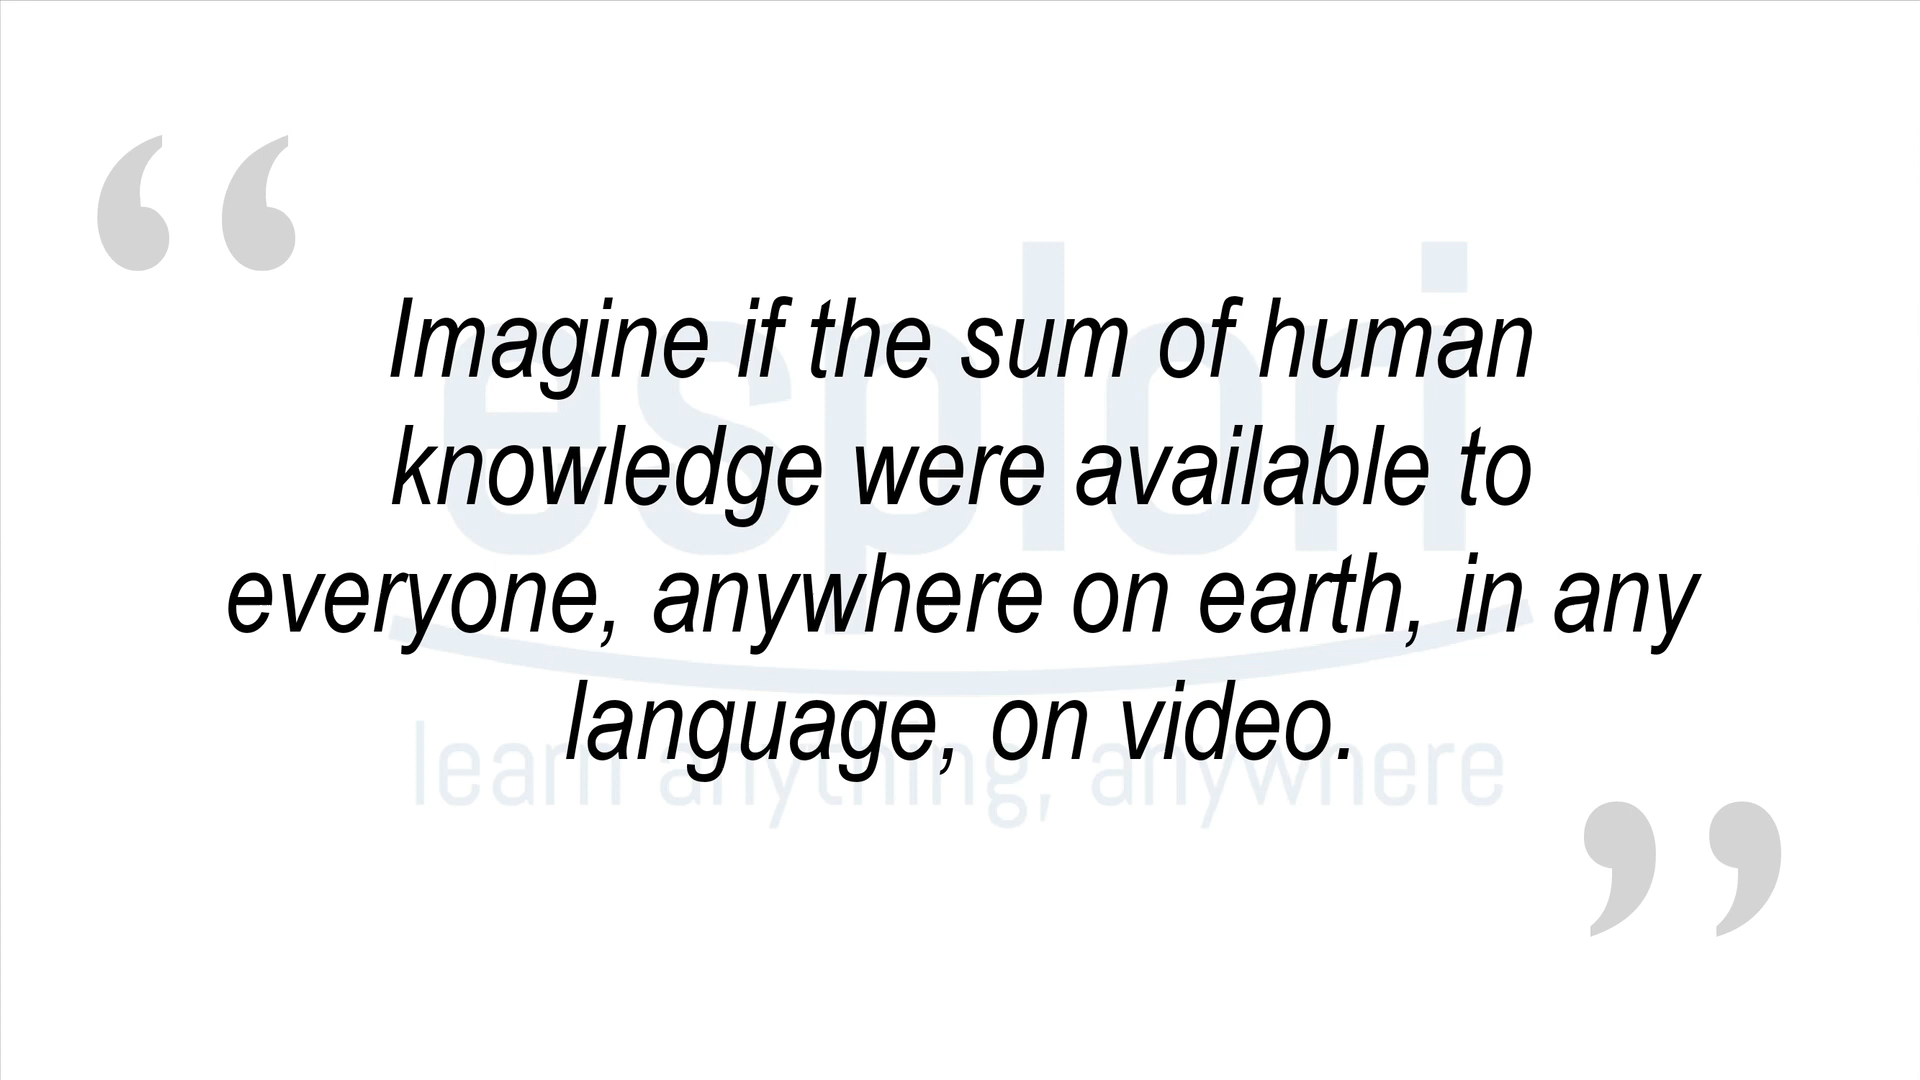 “
Imagine if the sum of human
knowledge were available to
everyone, anywhere on earth, in any
language, on video.
”
esplori
learn anything, anywhere